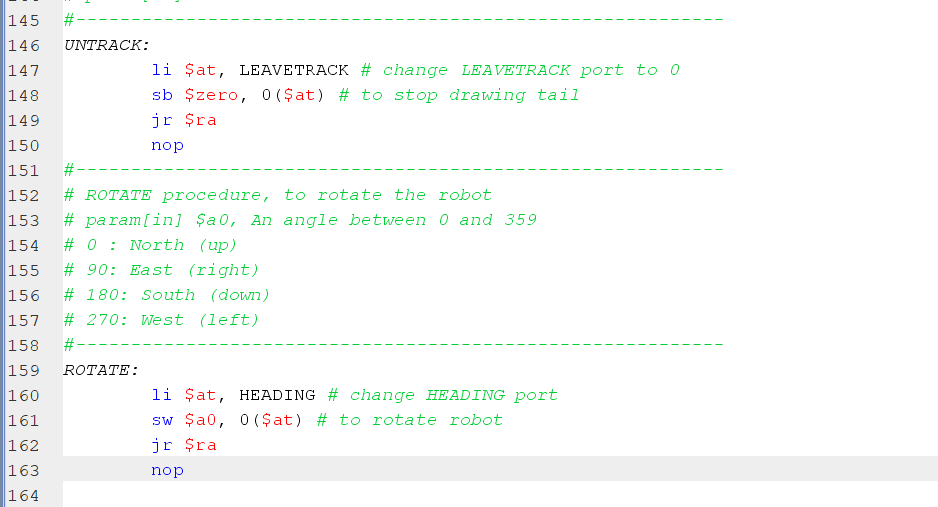 145 #-----------------------------------------------------------
146 UNTRACK:
147 li $at, LEAVETRACK # change LEAVETRACK port to 0
148 sb $zero, 0($at) # to stop drawing tail
149 jr $ra
150 nop
151 #-----------------------------------------------------------
152 # ROTATE procedure, to rotate the robot
153 # param[in] $a0, An angle between 0 and 359
154 # 0 : North (up)
155 # 90: East (right)
156 # 180: South (down)
157 # 270: West (left)
158 #-----------------------------------------------------------
159 ROTATE:
160 li $at, HEADING # change HEADING port
161 sw $a0, 0($at) # to rotate robot
162 jr $ra
163 nop
164